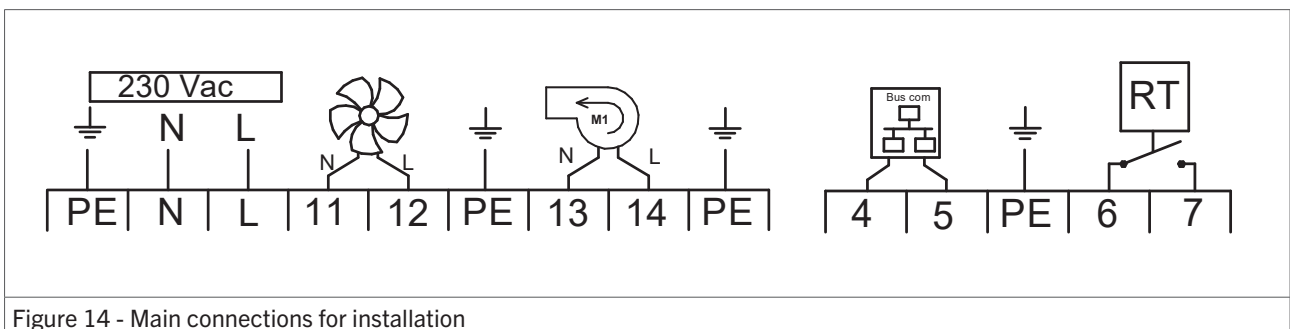 230 Vac
N L
N L
M1
N L
Bus com
RT
PE N L 11 12 PE 13 14 PE 4 5 PE 6 7
Figure 14 - Main connections for installation